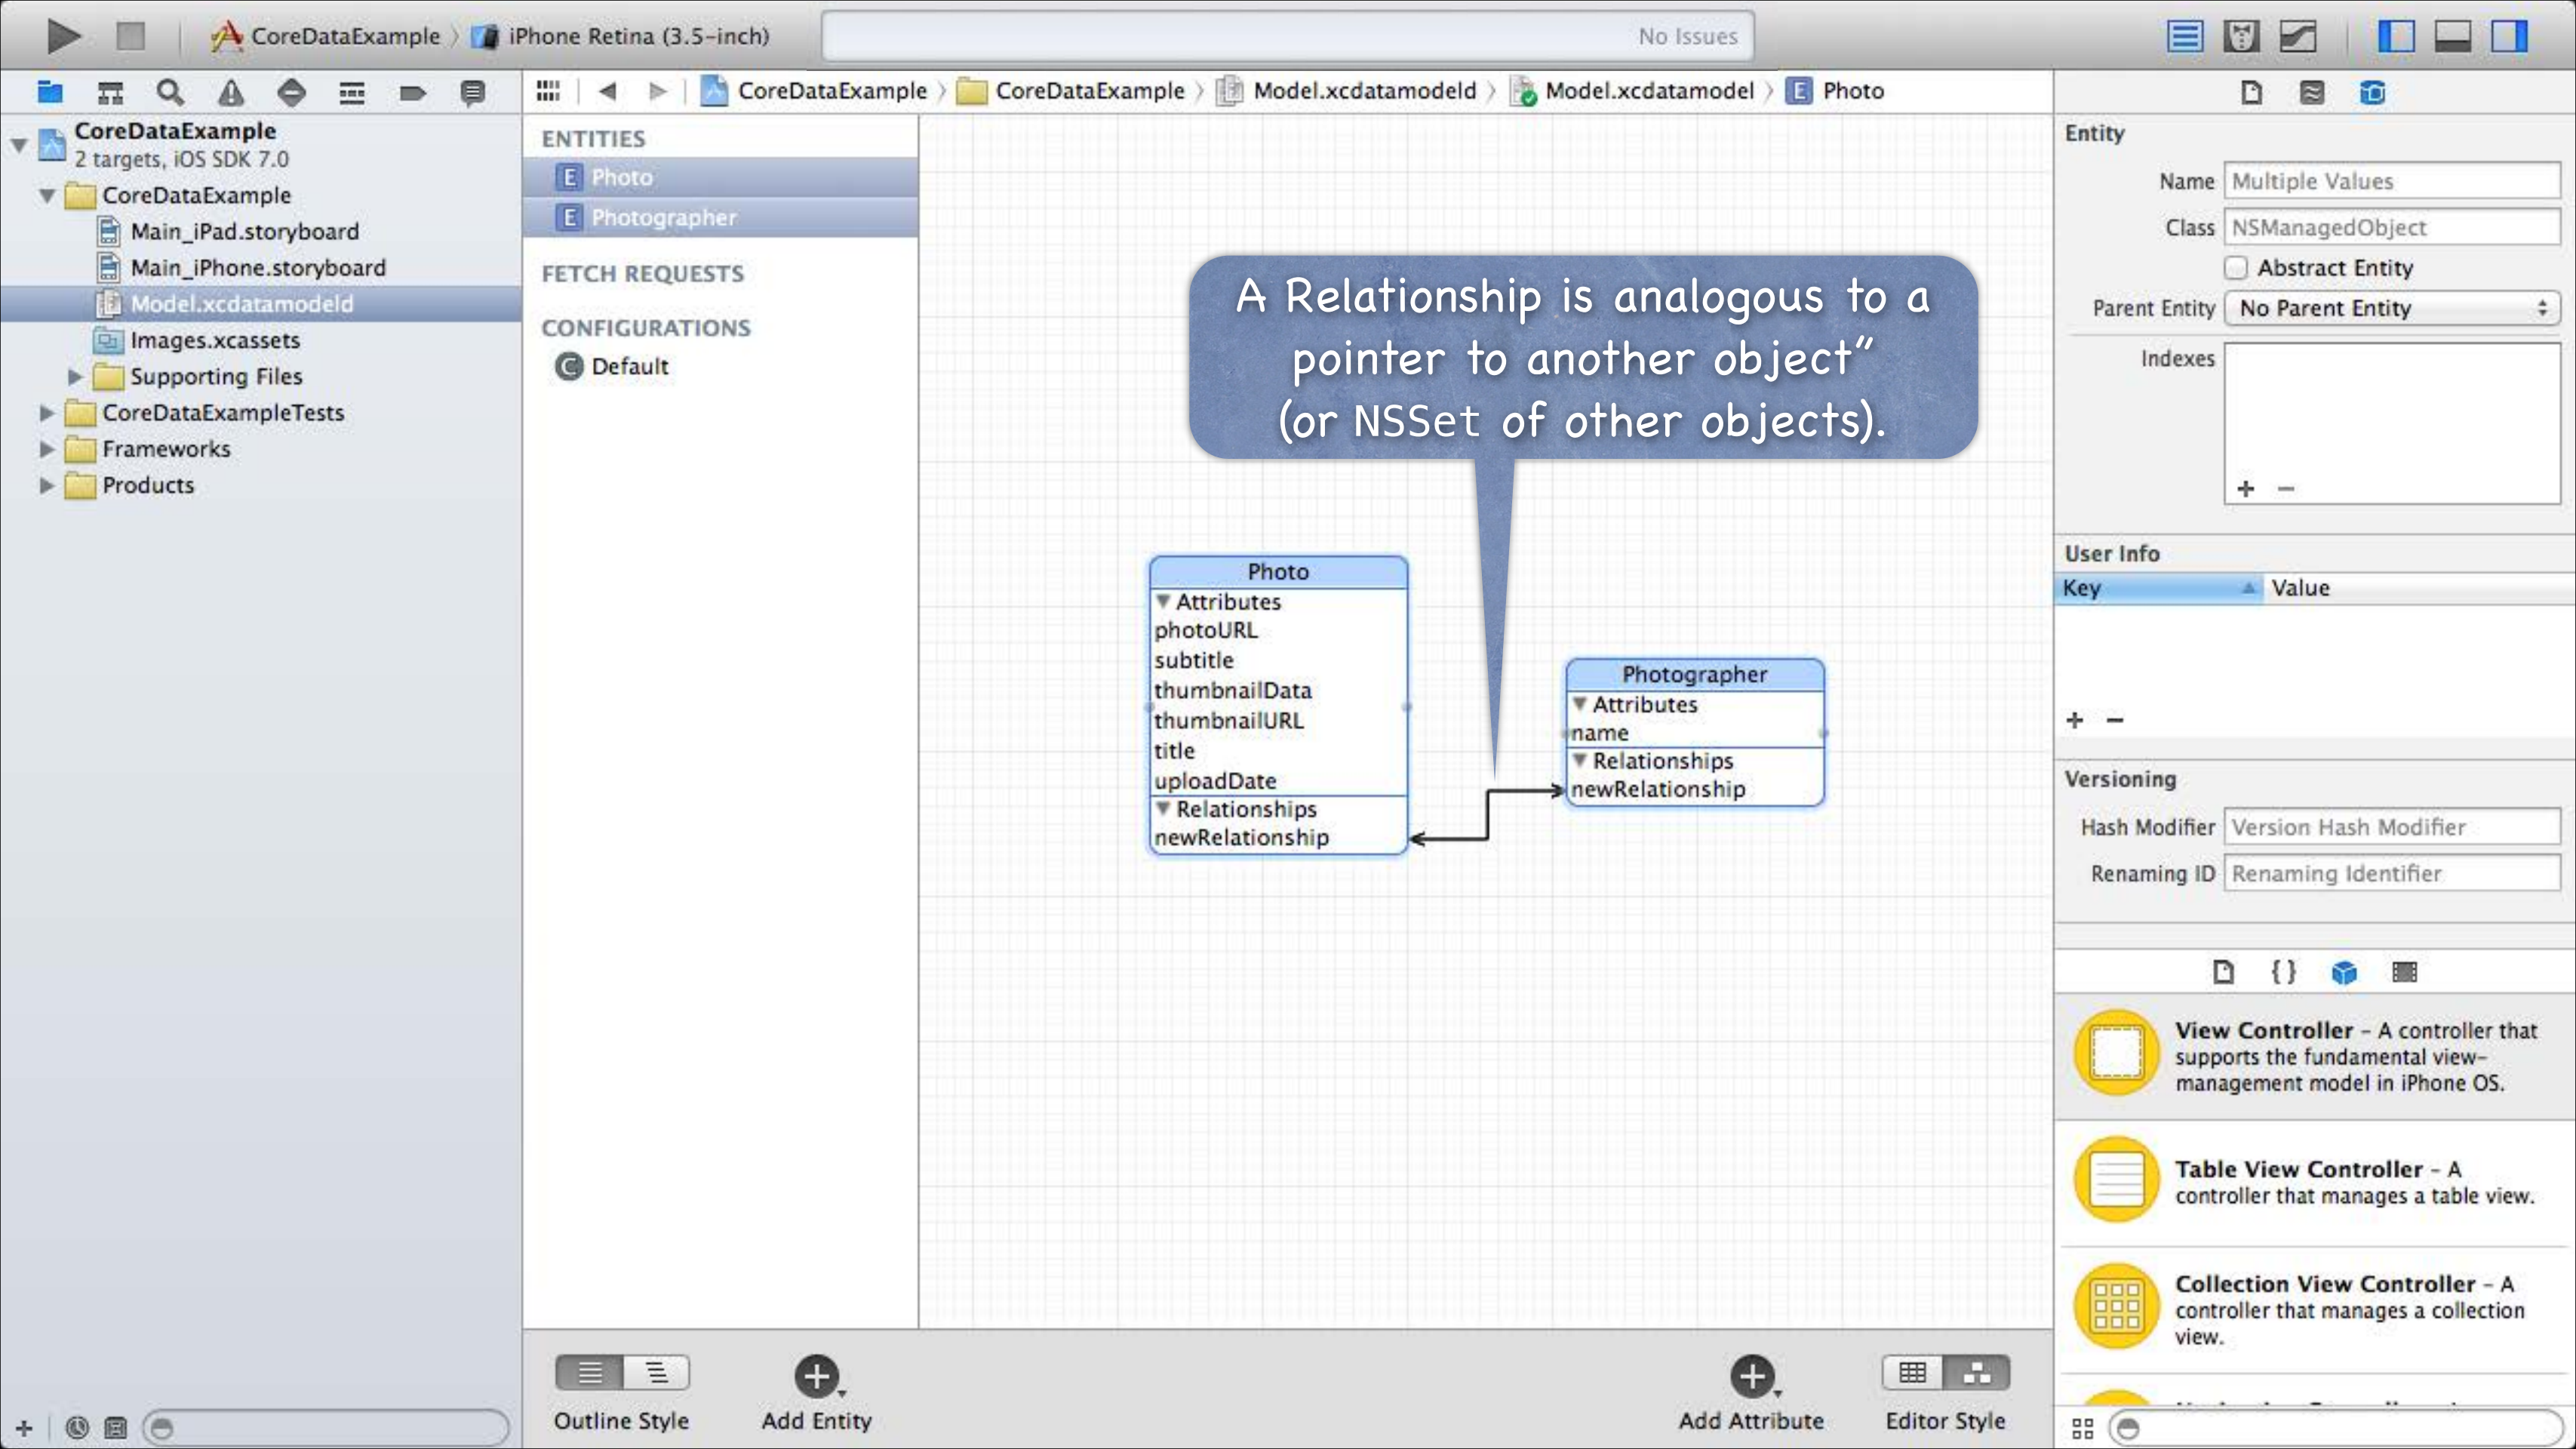 CoreDataExample
iPhone Retina (3.5-inch)
No Issues
CoreDataExample
2 targets, iOS SDK 7.0
CoreDataExample
Main_iPad.storyboard
Main_iPhone.storyboard
Model.xcdatamodeld
Images.xcassets
Supporting Files
CoreDataExampleTests
Frameworks
Products
CoreDataExample
CoreDataExample
Model.xcdatamodeld
Model.xcdatamodel
E Photo
ENTITIES
E Photo
E Photographer
FETCH REQUESTS
CONFIGURATIONS
C Default
A Relationship is analogous to a
pointer to another object”
(or NSSet of other objects).
Photo
Attributes
photoURL
subtitle
thumbnailData
thumbnailURL
title
uploadDate
Relationships
newRelationship
Photographer
Attributes
name
Relationships
newRelationship
Outline Style
Add Entity
Add Attribute
Editor Style
Entity
Name Multiple Values
Class NSManagedObject
Abstract Entity
Parent Entity No Parent Entity
Indexes
+ −
User Info
Key Value
+ −
Versioning
Hash Modifier Version Hash Modifier
Renaming ID Renaming Identifier
{ }
View Controller – A controller that
supports the fundamental view-
management model in iPhone OS.
Table View Controller – A
controller that manages a table view.
Collection View Controller – A
controller that manages a collection
view.